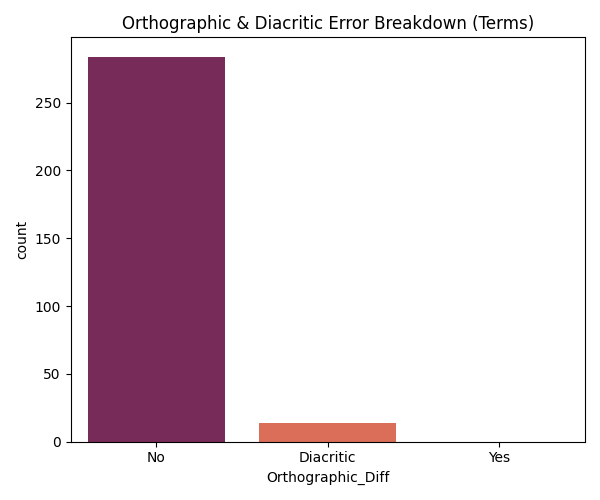 Orthographic & Diacritic Error Breakdown (Terms)
count
250
200
150
100
50
0
No Diacritic Yes
Orthographic_Diff